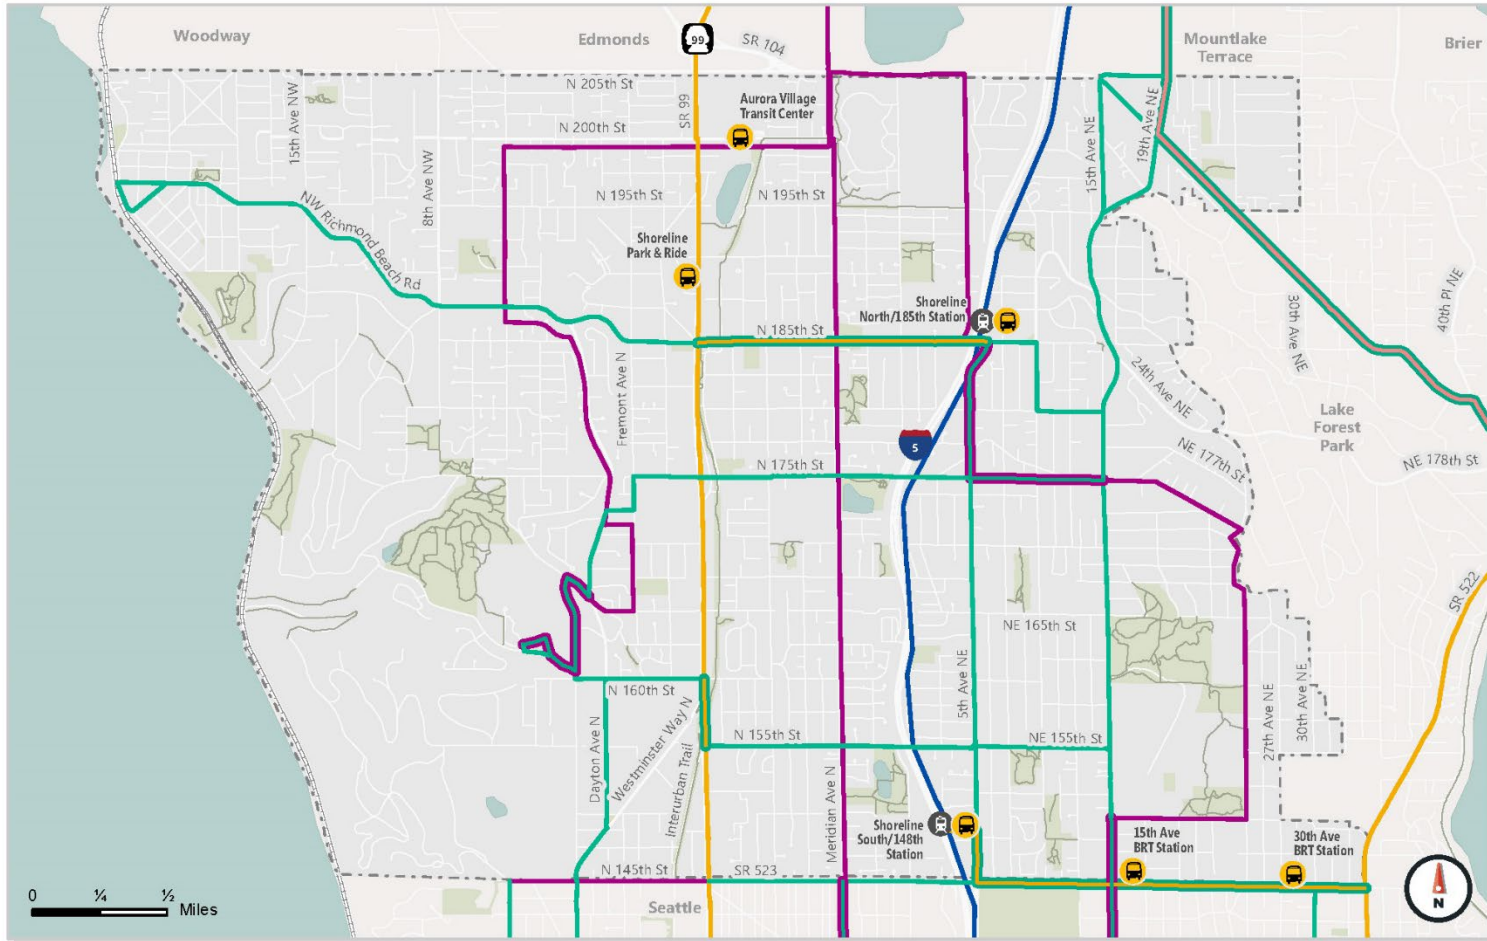 Woodway
Edmonds
99
SR 104
Mountlake
Terrace
Brier
N 205th St
SR 99
Aurora Village
Transit Center
15th Ave NW
N 200th St
15th Ave NE
19th Ave NE
8th Ave NW
N 195th St
N 195th St
NW Richmond Beach Rd
Shoreline
Park & Ride
Shoreline
North/185th Station
30th Ave NE
40th Pl NE
N 185th St
24th Ave NE
Fremont Ave N
Lake
Forest
Park
5
N 175th St
NE 177th St
NE 178th St
SR 522
NE 165th St
5th Ave NE
N 160th St
27th Ave NE
30th Ave NE
Dayton Ave N
Westminster Way N
Interurban Trail
N 155th St
NE 155th St
Meridian Ave N
Shoreline
South/148th
Station
15th Ave
BRT Station
30th Ave
BRT Station
N 145th St
SR 523
0 ¼ ½
Miles
Seattle
N